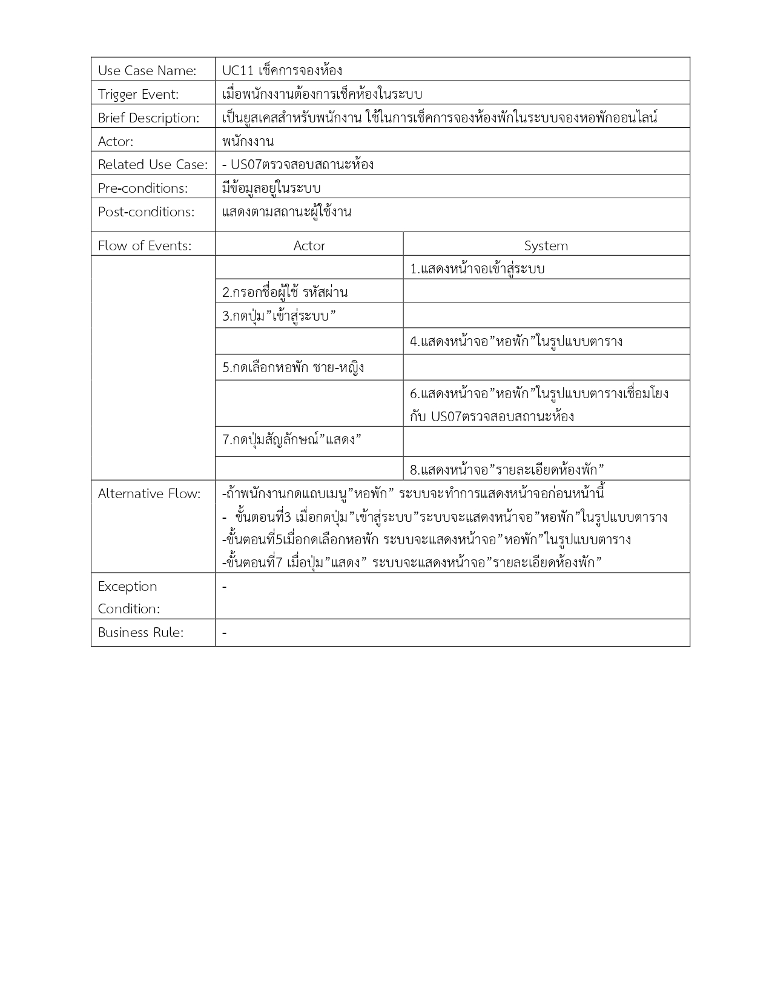 Use Case Name: UC11 เช็คการจองห้อง
Trigger Event: เมื่อพนักงงานต้องการเช็คห้องในระบบ
Brief Description: เป็นยูสเคสสำหรับพนักงาน ใช้ในการเช็คการจองห้องพักในระบบจองหอพักออนไลน์
Actor: พนักงงาน
Related Use Case: - US07ตรวจสอบสถานะห้อง
Pre-conditions: มีข้อมูลอยู่ในระบบ
Post-conditions: แสดงตามสถานะผู้ใช้งาน
Flow of Events: Actor System
1.แสดงหน้าจอเข้าสู่ระบบ
2.กรอกชื่อผู้ใช้ รหัสผ่าน
3.กดปุ่ม”เข้าสู่ระบบ”
4.แสดงหน้าจอ”หอพัก”ในรูปแบบตาราง
5.กดเลือกหอพัก ชาย-หญิง
6.แสดงหน้าจอ”หอพัก”ในรูปแบบตารางเชื่อมโยง
กับ US07ตรวจสอบสถานะห้อง
7.กดปุ่มสัญลักษณ์”แสดง”
8.แสดงหน้าจอ”รายละเอียดห้องพัก”
Alternative Flow: -ถ้าพนักงานกดแถบเมนู”หอพัก” ระบบจะทำการแสดงหน้าจอก่อนหน้านี้
- ขั้นตอนที่3 เมื่อกดปุ่ม”เข้าสู่ระบบ”ระบบจะแสดงหน้าจอ”หอพัก”ในรูปแบบตาราง
-ขั้นตอนที่5เมื่อกดเลือกหอพัก ระบบจะแสดงหน้าจอ”หอพัก”ในรูปแบบตาราง
-ขั้นตอนที่7 เมื่อปุ่ม”แสดง” ระบบจะแสดงหน้าจอ”รายละเอียดห้องพัก”
Exception -
Condition:
Business Rule: -